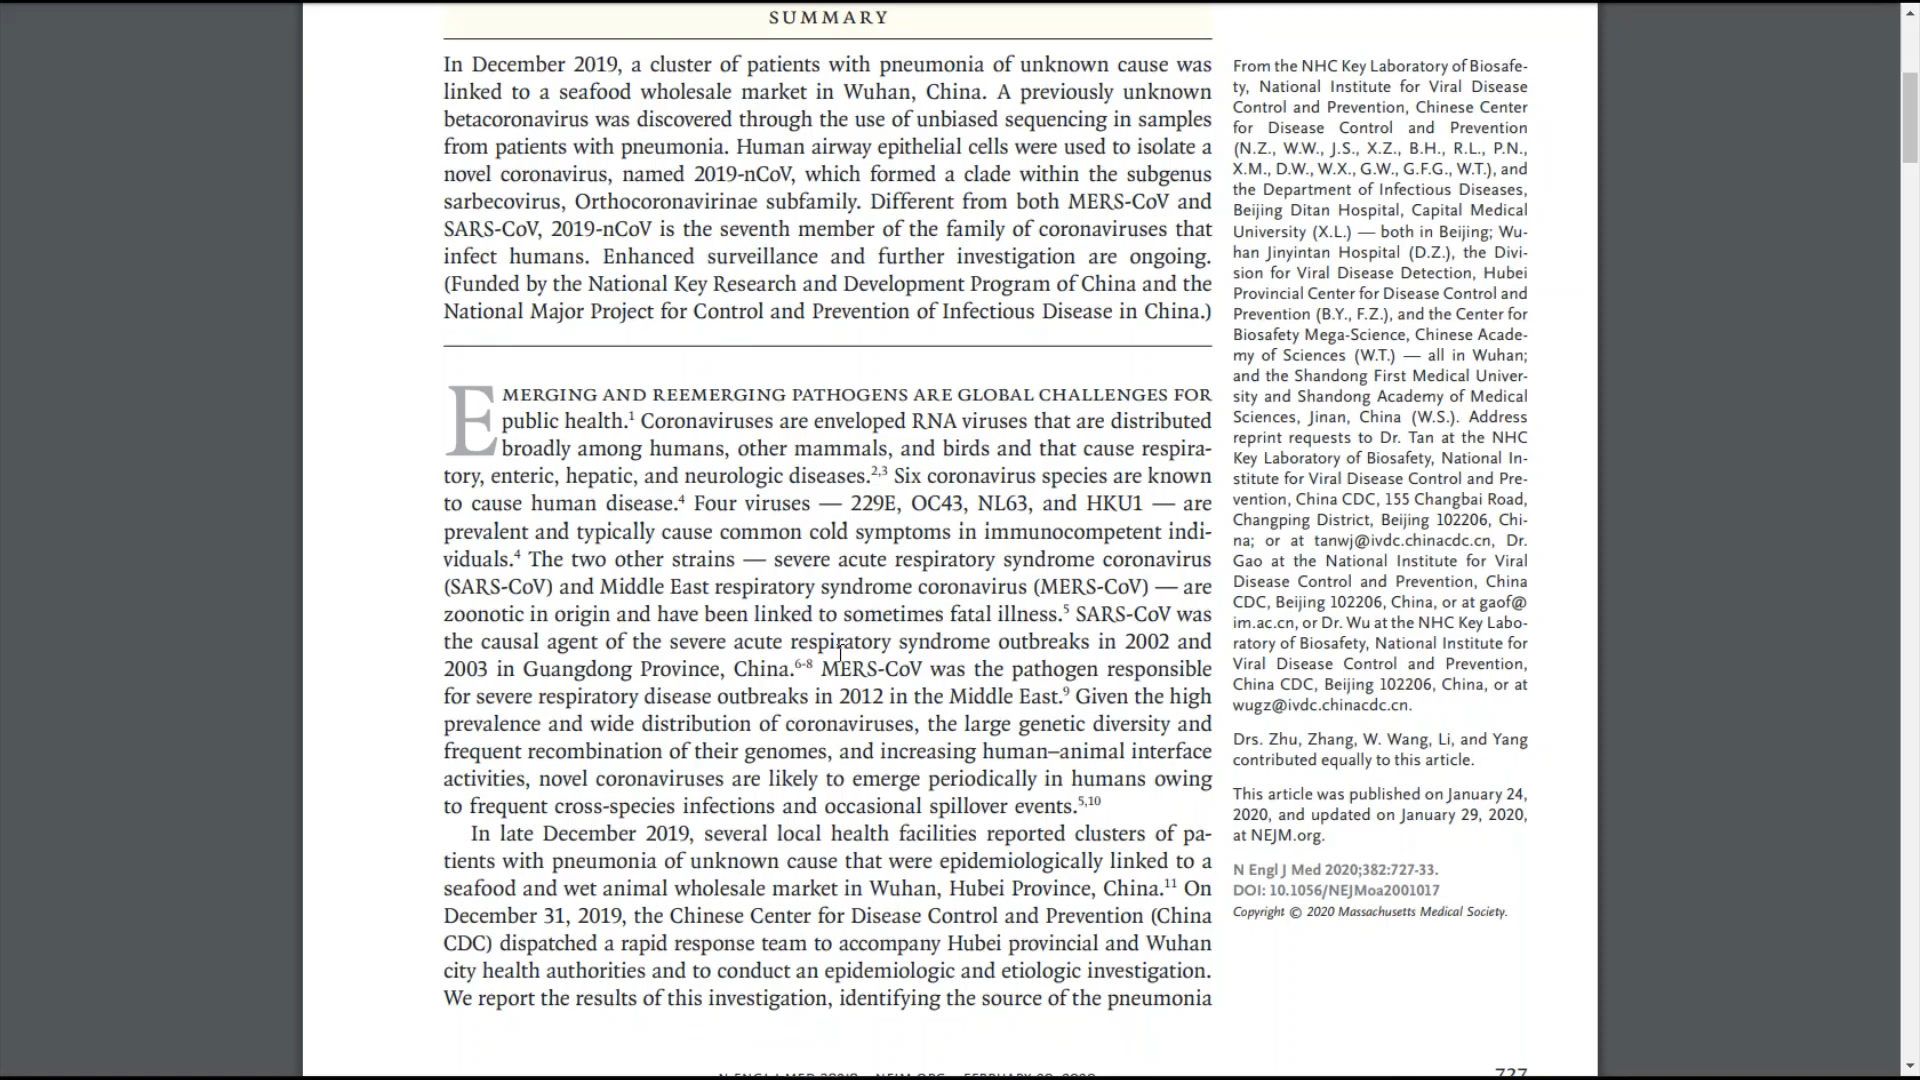 SUMMARY
In December 2019, a cluster of patients with pneumonia of unknown cause was
linked to a seafood wholesale market in Wuhan, China. A previously unknown
betacoronavirus was discovered through the use of unbiased sequencing in samples
from patients with pneumonia. Human airway epithelial cells were used to isolate a
novel coronavirus, named 2019-nCoV, which formed a clade within the subgenus
sarbecovirus, Orthocoronavirinae subfamily. Different from both MERS-CoV and
SARS-CoV, 2019-nCoV is the seventh member of the family of coronaviruses that
infect humans. Enhanced surveillance and further investigation are ongoing.
(Funded by the National Key Research and Development Program of China and the
National Major Project for Control and Prevention of Infectious Disease in China.)
EMERGING AND REEMERGING PATHOGENS ARE GLOBAL CHALLENGES FOR
public health.1 Coronaviruses are enveloped RNA viruses that are distributed
broadly among humans, other mammals, and birds and that cause respira-
tory, enteric, hepatic, and neurologic diseases.2,3 Six coronavirus species are known
to cause human disease.4 Four viruses — 229E, OC43, NL63, and HKU1 — are
prevalent and typically cause common cold symptoms in immunocompetent indi-
viduals.4 The two other strains — severe acute respiratory syndrome coronavirus
(SARS-CoV) and Middle East respiratory syndrome coronavirus (MERS-CoV) — are
zoonotic in origin and have been linked to sometimes fatal illness.5 SARS-CoV was
the causal agent of the severe acute respiratory syndrome outbreaks in 2002 and
2003 in Guangdong Province, China.6-8 MERS-CoV was the pathogen responsible
for severe respiratory disease outbreaks in 2012 in the Middle East.9 Given the high
prevalence and wide distribution of coronaviruses, the large genetic diversity and
frequent recombination of their genomes, and increasing human–animal interface
activities, novel coronaviruses are likely to emerge periodically in humans owing
to frequent cross-species infections and occasional spillover events.5,10
In late December 2019, several local health facilities reported clusters of pa-
tients with pneumonia of unknown cause that were epidemiologically linked to a
seafood and wet animal wholesale market in Wuhan, Hubei Province, China.11 On
December 31, 2019, the Chinese Center for Disease Control and Prevention (China
CDC) dispatched a rapid response team to accompany Hubei provincial and Wuhan
city health authorities and to conduct an epidemiologic and etiologic investigation.
We report the results of this investigation, identifying the source of the pneumonia
From the NHC Key Laboratory of Biosafe-
ty, National Institute for Viral Disease
Control and Prevention, Chinese Center
for Disease Control and Prevention
(N.Z., W.W., J.S., X.Z., B.H., R.L., P.N.,
X.M., D.W., W.X., G.W., G.F.G., W.T.), and
the Department of Infectious Diseases,
Beijing Ditan Hospital, Capital Medical
University (X.L.) — both in Beijing; Wu-
han Jinyintan Hospital (D.Z.), the Divi-
sion for Viral Disease Detection, Hubei
Provincial Center for Disease Control and
Prevention (B.Y., F.Z.), and the Center for
Biosafety Mega-Science, Chinese Acade-
my of Sciences (W.T.) — all in Wuhan;
and the Shandong First Medical Univer-
sity and Shandong Academy of Medical
Sciences, Jinan, China (W.S.). Address
reprint requests to Dr. Tan at the NHC
Key Laboratory of Biosafety, National In-
stitute for Viral Disease Control and Pre-
vention, China CDC, 155 Changbai Road,
Changping District, Beijing 102206, Chi-
na; or at tanwj@ivdc.chinacdc.cn, Dr.
Gao at the National Institute for Viral
Disease Control and Prevention, China
CDC, Beijing 102206, China, or at gaof@
im.ac.cn, or Dr. Wu at the NHC Key Labo-
ratory of Biosafety, National Institute for
Viral Disease Control and Prevention,
China CDC, Beijing 102206, China, or at
wugz@ivdc.chinacdc.cn.
Drs. Zhu, Zhang, W. Wang, Li, and Yang
contributed equally to this article.
This article was published on January 24,
2020, and updated on January 29, 2020,
at NEJM.org.
N Engl J Med 2020;382:727-33.
DOI: 10.1056/NEJMoa2001017
Copyright © 2020 Massachusetts Medical Society.
727